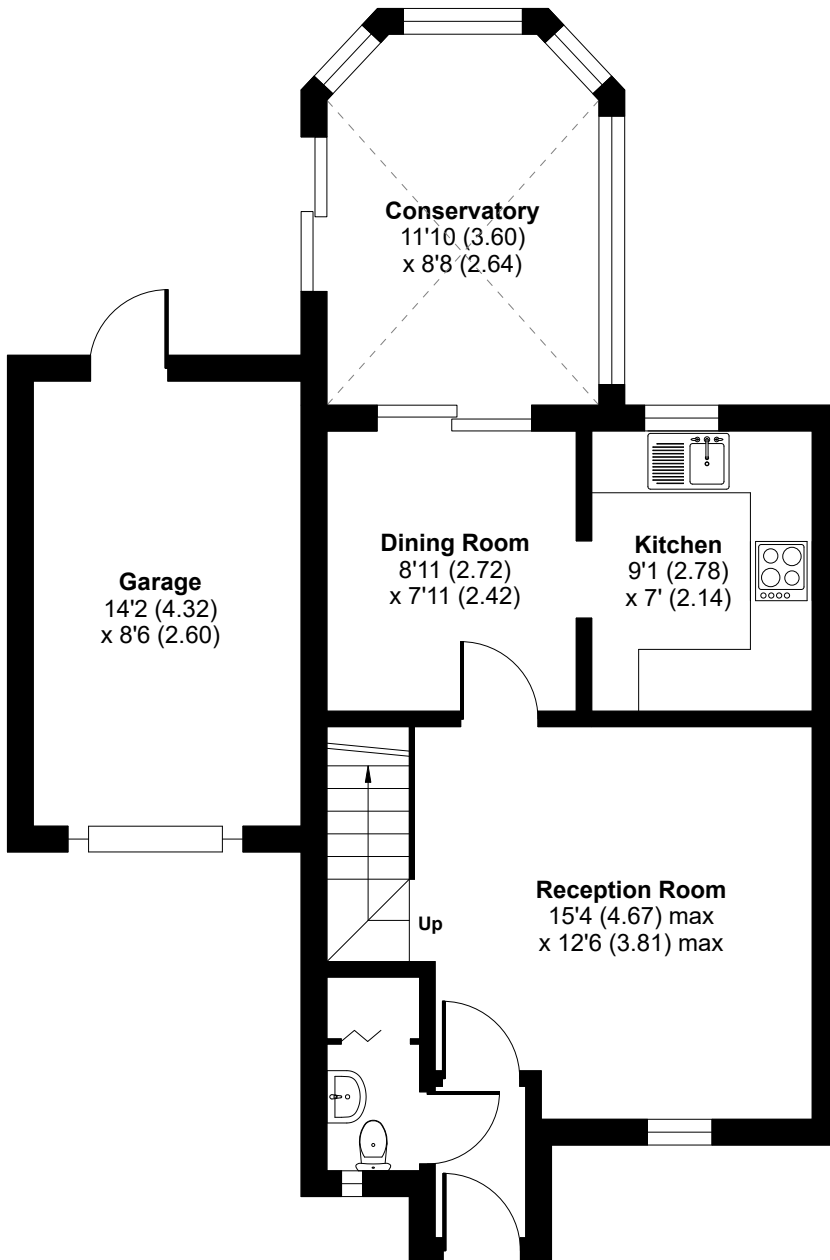 Conservatory
11'10 (3.60)
x 8'8 (2.64)
Dining Room
8'11 (2.72)
x 7'11 (2.42)
Kitchen
9'1 (2.78)
x 7' (2.14)
Garage
14'2 (4.32)
x 8'6 (2.60)
Reception Room
15'4 (4.67) max
x 12'6 (3.81) max
Up